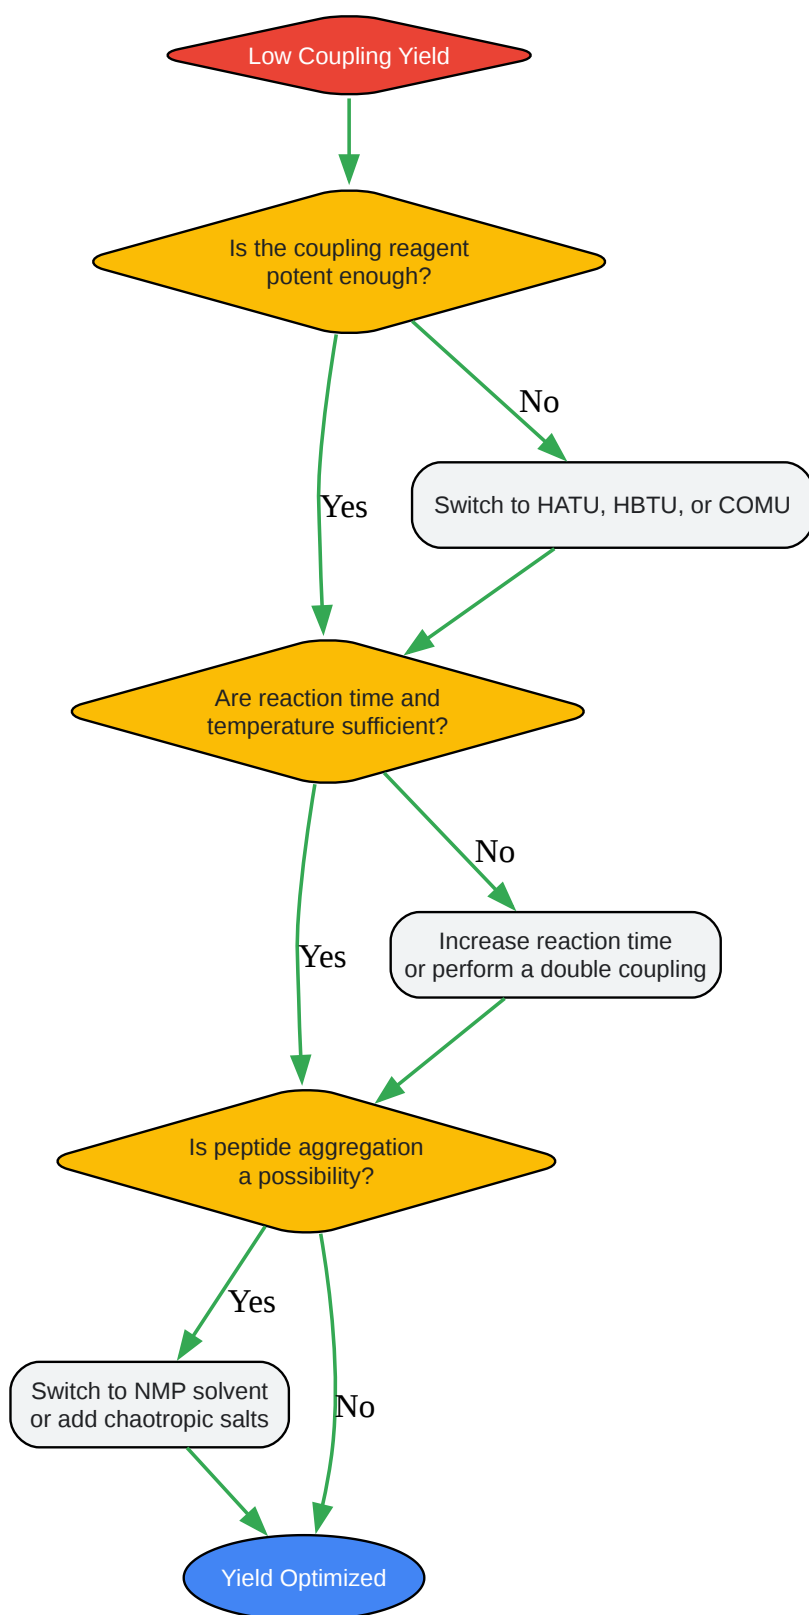 Low Coupling Yield
Is the coupling reagent
potent enough?
No
Switch to HATU, HBTU, or COMU
Yes
Are reaction time and
temperature sufficient?
No
Increase reaction time
or perform a double coupling
Yes
Is peptide aggregation
a possibility?
Yes
Switch to NMP solvent
or add chaotropic salts
No
Yield Optimized